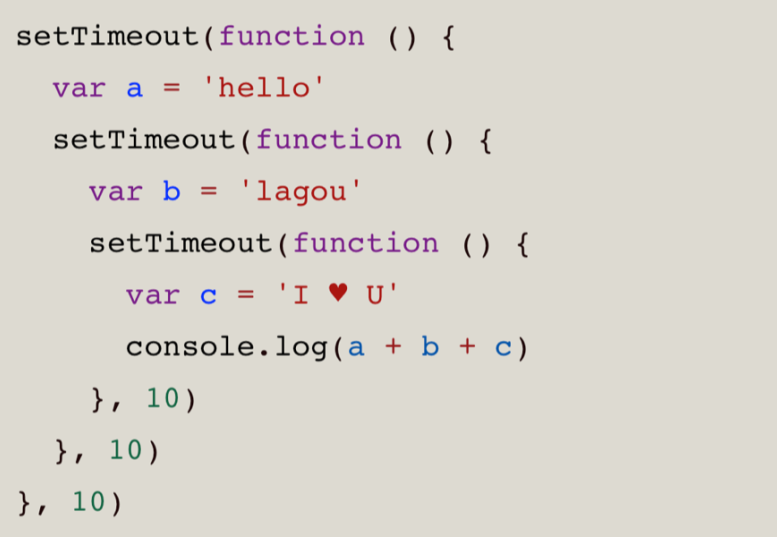 setTimeout(function () {
  var a = 'hello'
  setTimeout(function () {
    var b = 'lagou'
    setTimeout(function () {
      var c = 'I ♥ U'
      console.log(a + b + c)
    }, 10)
  }, 10)
}, 10)